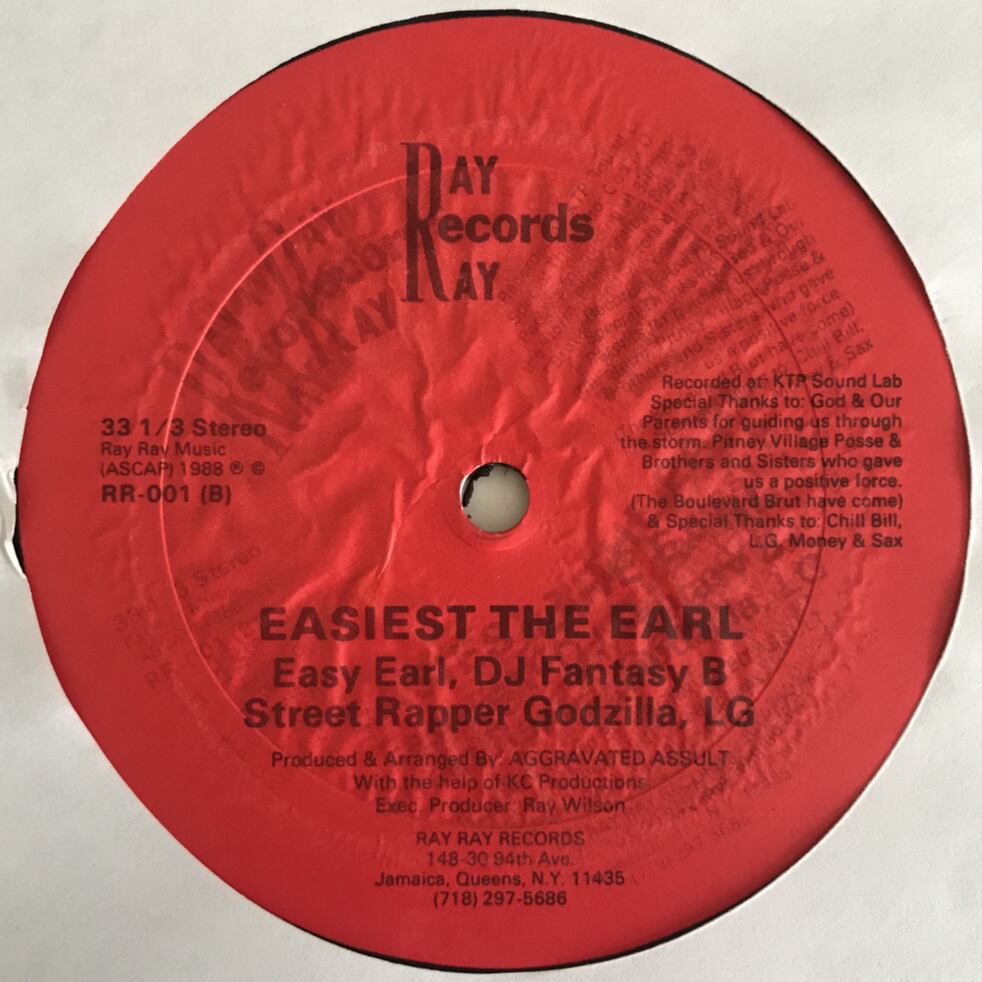 RAY
Records
RAY
33 1/3 Stereo
Ray Ray Music
(ASCAP) 1988 ® ©
RR-001 (B)
Recorded at: KTP Sound Lab
Special Thanks to: God & Our
Parents for guiding us through
the storm. Pitney Village Posse &
Brothers and Sisters who gave
us a positive force.
(The Boulevard Brut have come)
& Special Thanks to: Chill Bill,
L.G. Money & Sax
EASIEST THE EARL
Easy Earl, DJ Fantasy B
Street Rapper Godzilla, LG
Produced & Arranged By: AGGRAVATED ASSULT
With the help of KC Productions
Exec. Producer: Ray Wilson
RAY RAY RECORDS
148-30 94th Ave.
Jamaica, Queens, N.Y. 11435
(718) 297-5686